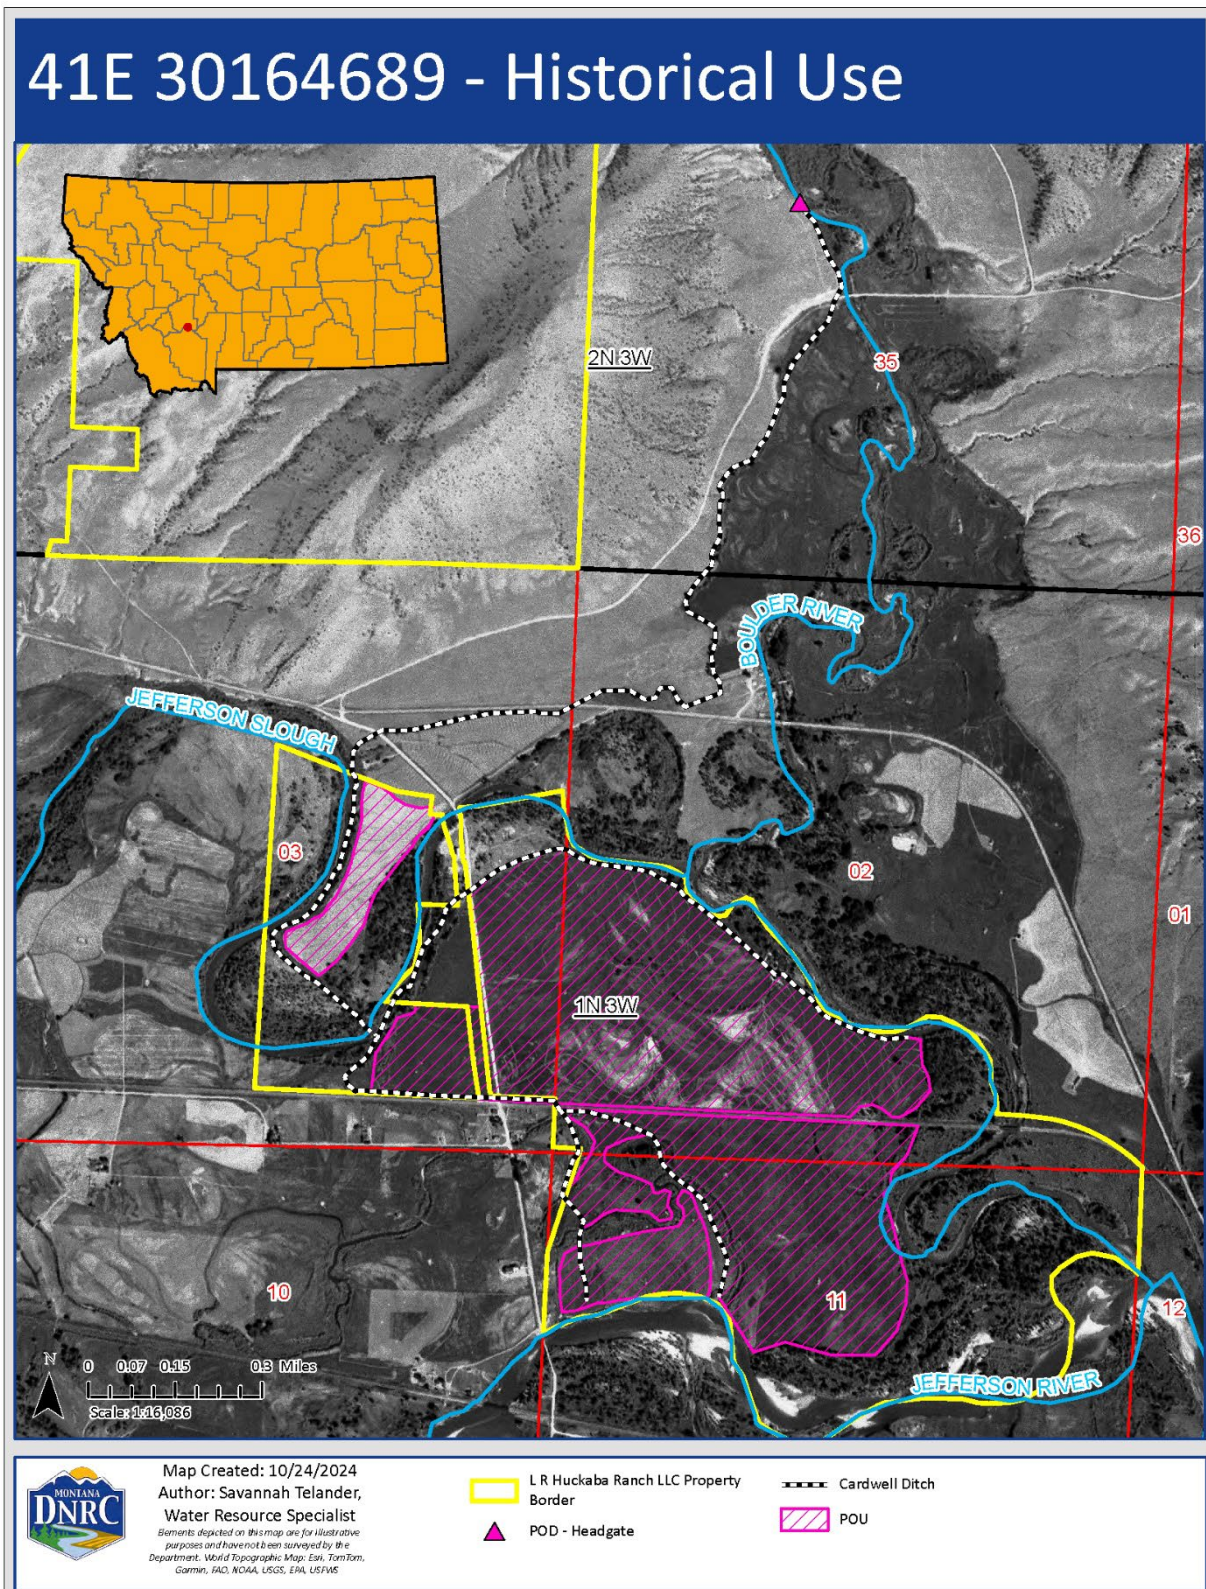 41E 30164689 - Historical Use
2N 3W
35
36
BOULDER RIVER
JEFFERSON SLOUGH
03
02
01
1N 3W
10
11
12
JEFFERSON RIVER
N
0 0.07 0.15 0.3 Miles
Scale: 1:16,086
MONTANA
DNRC
Map Created: 10/24/2024
Author: Savannah Telander,
Water Resource Specialist
Elements depicted on this map are for illustrative
purposes and have not been surveyed by the
Department. World Topographic Map: Esri, TomTom,
Garmin, FAO, NOAA, USGS, EPA, USFWS
L R Huckaba Ranch LLC Property
Border
POD - Headgate
Cardwell Ditch
POU